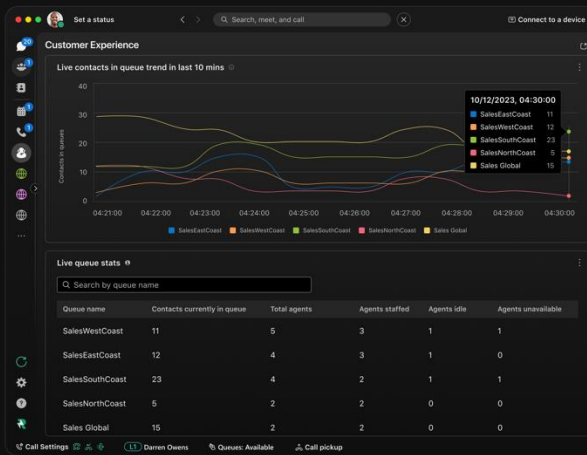 Set a status
Search, meet, and call
Connect to a device
20
Customer Experience
1
Live contacts in queue trend in last 10 mins
10/12/2023, 04:30:00
SalesEastCoast 11
SalesWestCoast 12
SalesSouthCoast 23
SalesNorthCoast 5
Sales Global 15
40
30
20
10
0
Contacts in queues
1
1
04:21:00 04:22:00 04:23:00 04:24:00 04:25:00 04:26:00 04:27:00 04:28:00 04:30:00
SalesEastCoast SalesWestCoast SalesSouthCoast SalesNorthCoast Sales Gobal
Live queue stats
Search by queue name
Queue name Contacts currently in queue Total agents Agents staffed Agents idle Agents unavailable
SalesWestCoast 11 5 3 1 1
SalesEastCoast 12 4 3 1 0
SalesSouthCoast 23 4 2 1 1
SalesNorthCoast 5 2 2 0 0
Sales Global 15 2 2 0 0
Call Settings L1 Darren Owens Queues: Available Call pickup